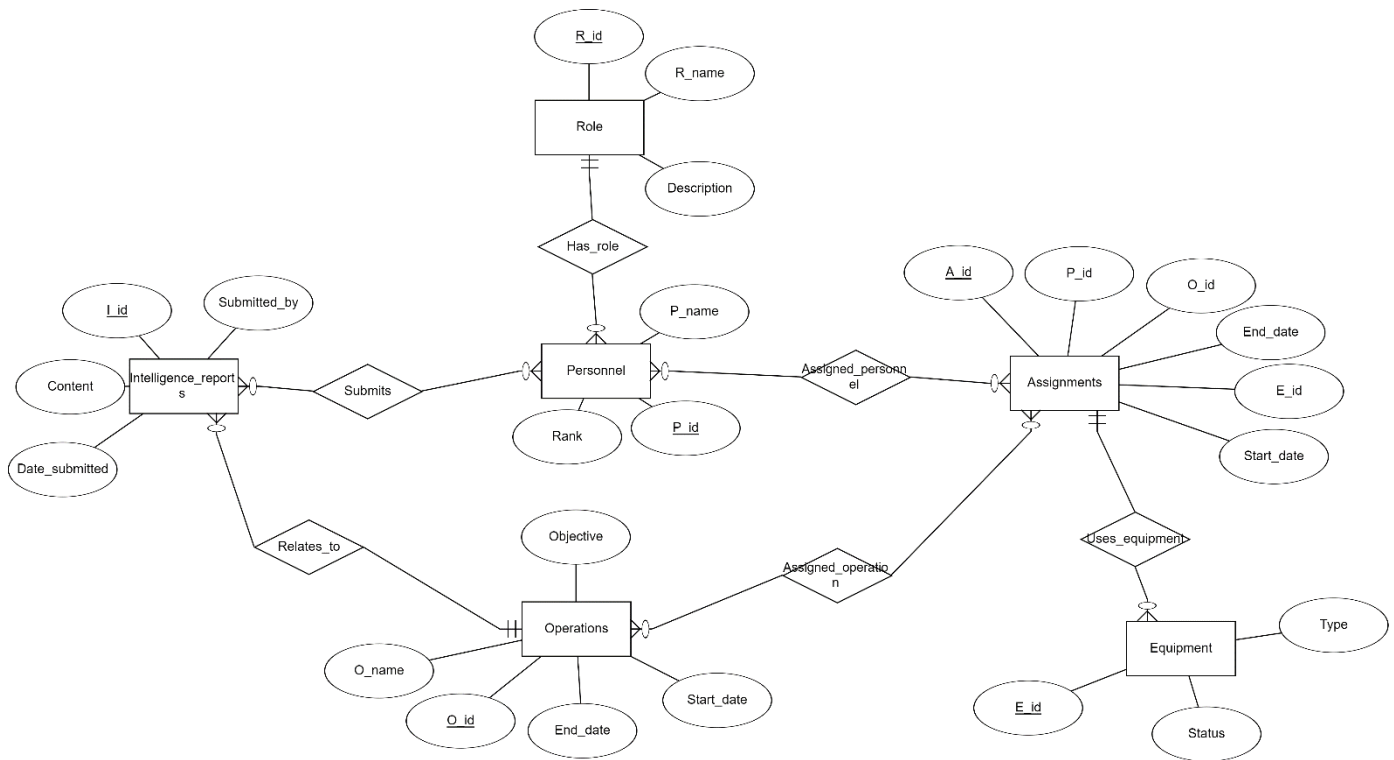 R_id
R_name
Role
Description
Has_role
A_id
P_id
O_id
I_id
Submitted_by
P_name
End_date
Content
Intelligence_report
s
Submits
Personnel
Assigned_personn
el
Assignments
E_id
Date_submitted
Rank
P_id
Start_date
Relates_to
Objective
Assigned_operatio
n
Uses_equipment
Operations
Type
Equipment
O_name
O_id
End_date
Start_date
E_id
Status